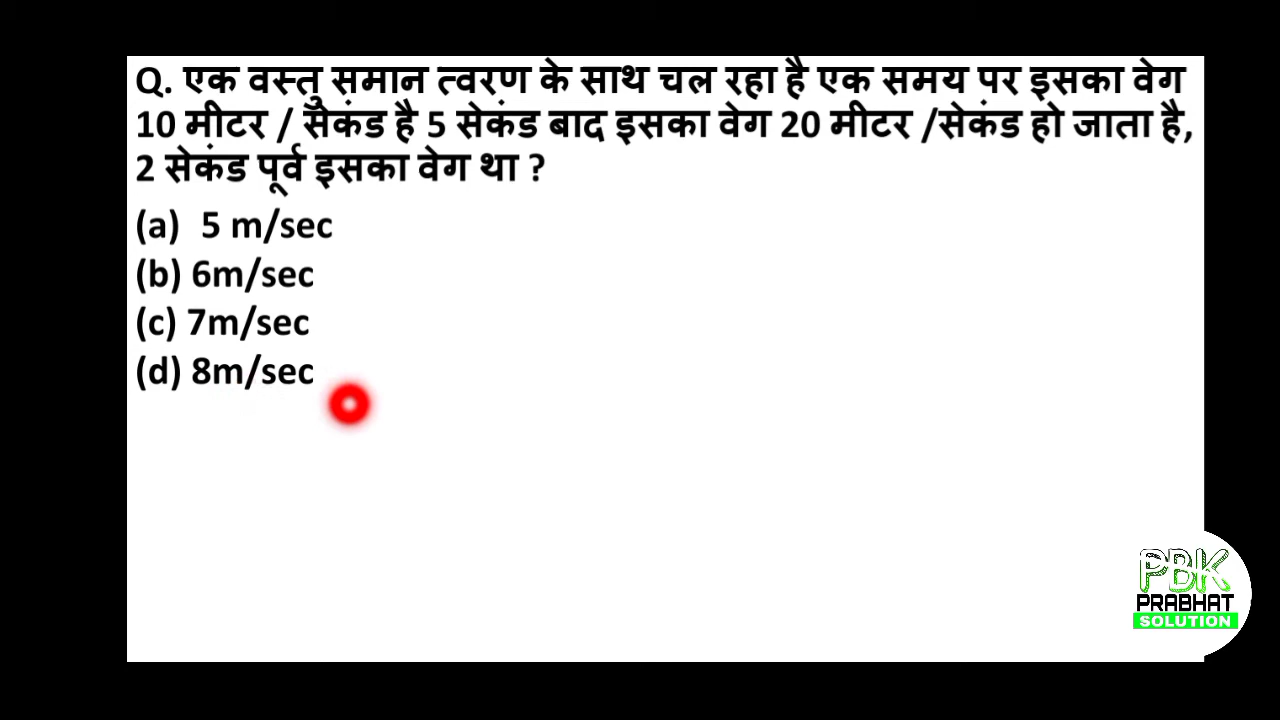 Q. एक वस्तु समान त्वरण के साथ चल रहा है एक समय पर इसका वेग
10 मीटर / सेकंड है 5 सेकंड बाद इसका वेग 20 मीटर /सेकंड हो जाता है,
2 सेकंड पूर्व इसका वेग था ?
(a) 5 m/sec
(b) 6m/sec
(c) 7m/sec
(d) 8m/sec
PBK
PRABHAT
SOLUTION